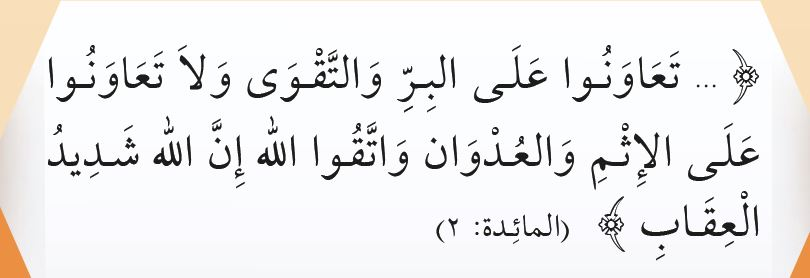 ﴿ ... تَعَاوَنُوا عَلَى البِرِّ وَالتَّقْوَى وَلاَ تَعَاوَنُوا
عَلَى الإِثْمِ وَالعُدْوَان وَاتَّقُوا الله إِنَّ الله شَدِيدُ
الْعِقَابِ ﴾ (المائِدة: ٢)